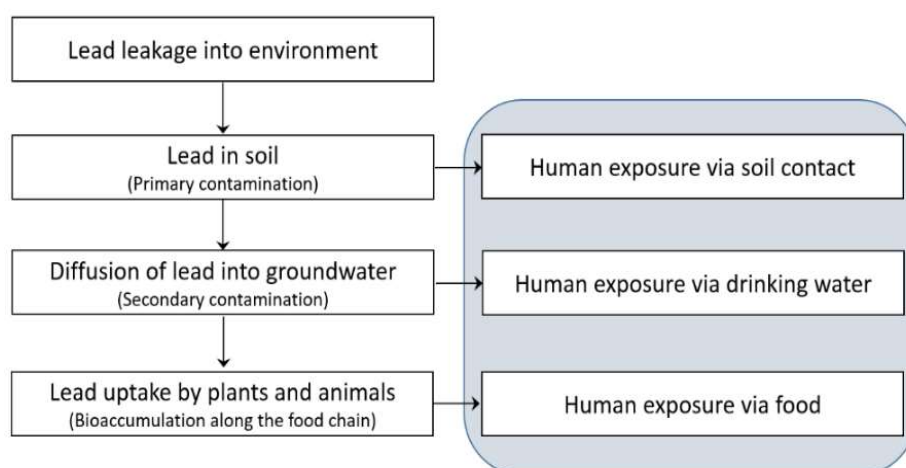 Lead leakage into environment
Lead in soil
(Primary contamination)
Human exposure via soil contact
Diffusion of lead into groundwater
(Secondary contamination)
Human exposure via drinking water
Lead uptake by plants and animals
(Bioaccumulation along the food chain)
Human exposure via food